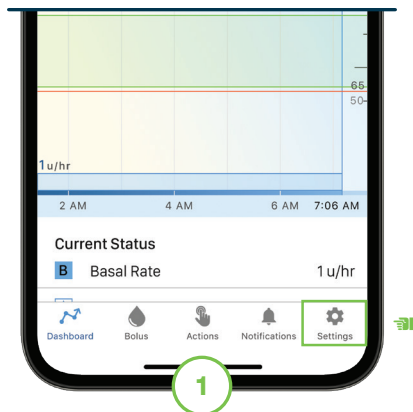 65
50
1 u/hr
2 AM 4 AM 6 AM 7:06 AM
Current Status
B Basal Rate 1 u/hr
Dashboard Bolus Actions Notifications Settings
1